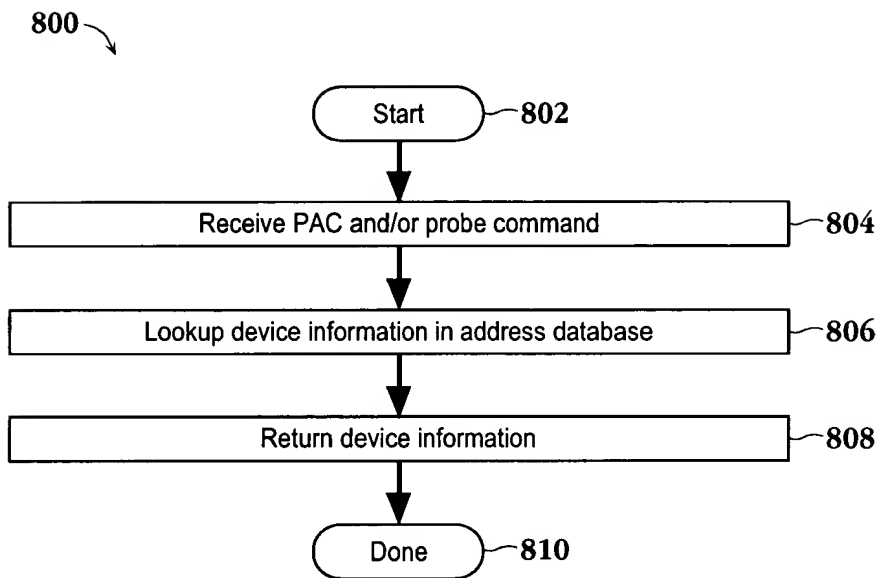 800
Start
802
Receive PAC and/or probe command
804
Lookup device information in address database
806
Return device information
808
Done
810